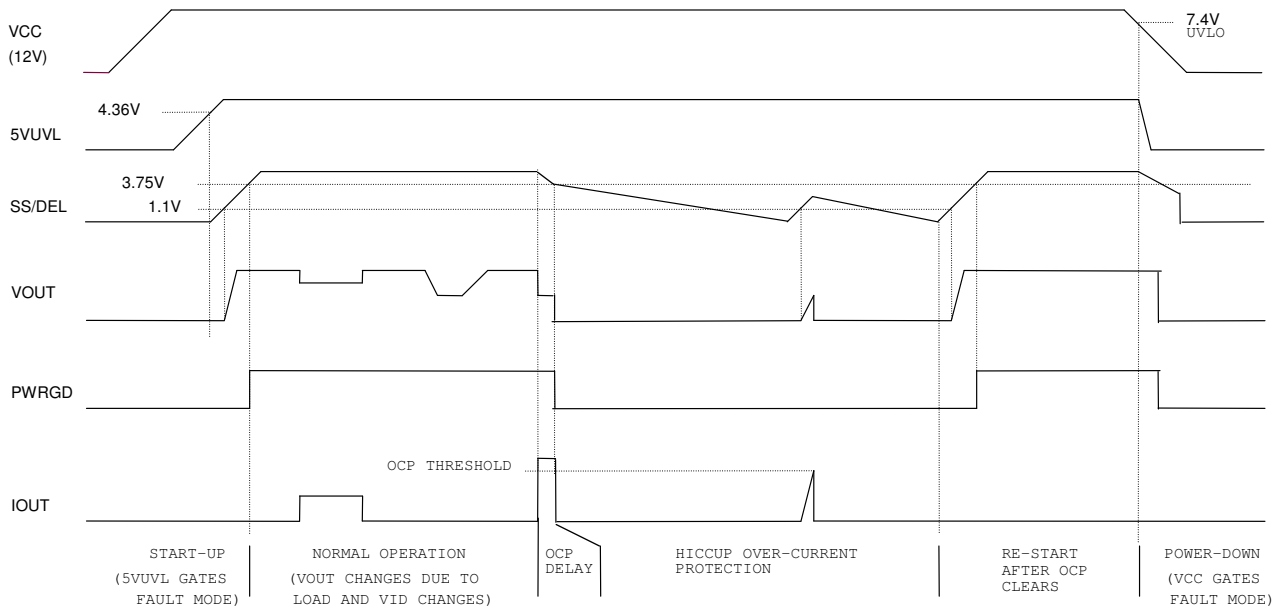 VCC
(12V)
7.4V
UVLO
4.36V
5VUVL
3.75V
SS/DEL
1.1V
VOUT
PWRGD
OCP THRESHOLD
IOUT
START-UP
(5VUVL GATES
FAULT MODE)
NORMAL OPERATION
(VOUT CHANGES DUE TO
LOAD AND VID CHANGES)
OCP
DELAY
HICCUP OVER-CURRENT
PROTECTION
RE-START
AFTER OCP
CLEARS
POWER-DOWN
(VCC GATES
FAULT MODE)